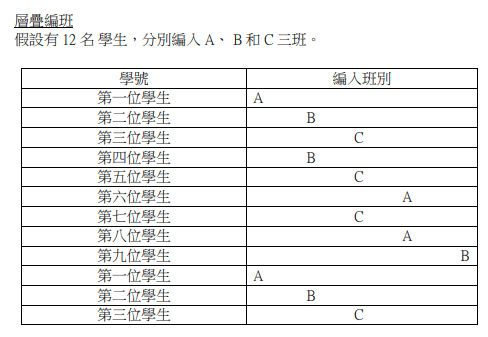 層疊編班
假設有 12 名 學生，分別編入 A、 B 和 C 三班。
學號 編入班別
第一位學生 A
第二位學生 B
第三位學生 C
第四位學生 B
第五位學生 C
第六位學生 A
第七位學生 C
第八位學生 A
第九位學生 B
第一位學生 A
第二位學生 B
第三位學生 C